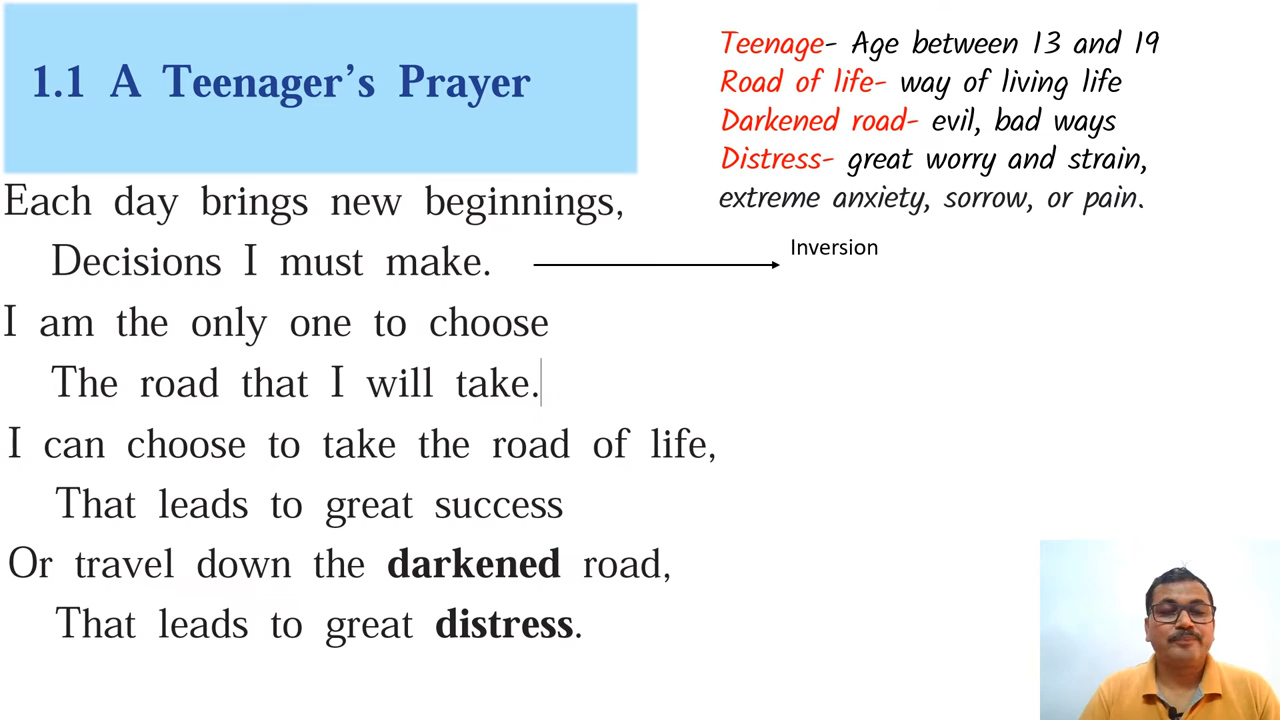 1.1 A Teenager's Prayer
Each day brings new beginnings,
Decisions I must make.
I am the only one to choose
The road that I will take.
I can choose to take the road of life,
That leads to great success
Or travel down the darkened road,
That leads to great distress.
Teenage- Age between 13 and 19
Road of life- way of living life
Darkened road- evil, bad ways
Distress- great worry and strain,
extreme anxiety, sorrow, or pain.
Inversion